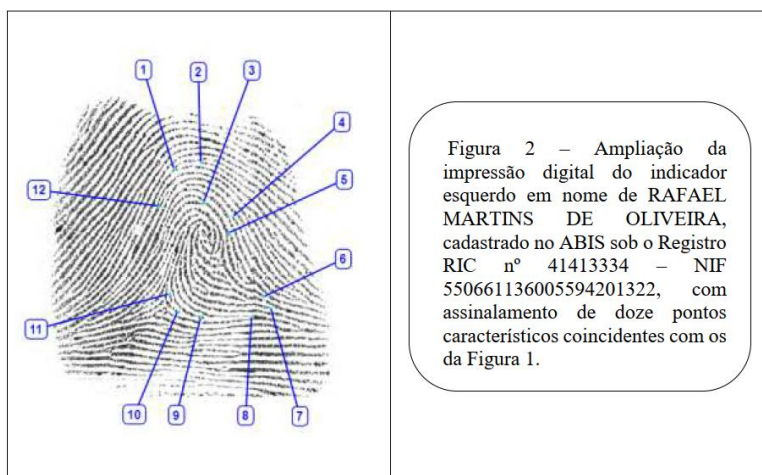 1
2
3
4
5
12
6
11
10
9
8
7
Figura 2 – Ampliação da
impressão digital do indicador
esquerdo em nome de RAFAEL
MARTINS DE OLIVEIRA,
cadastrado no ABIS sob o Registro
RIC nº 41413334 – NIF
550661136005594201322, com
assinalamento de doze pontos
característicos coincidentes com os
da Figura 1.